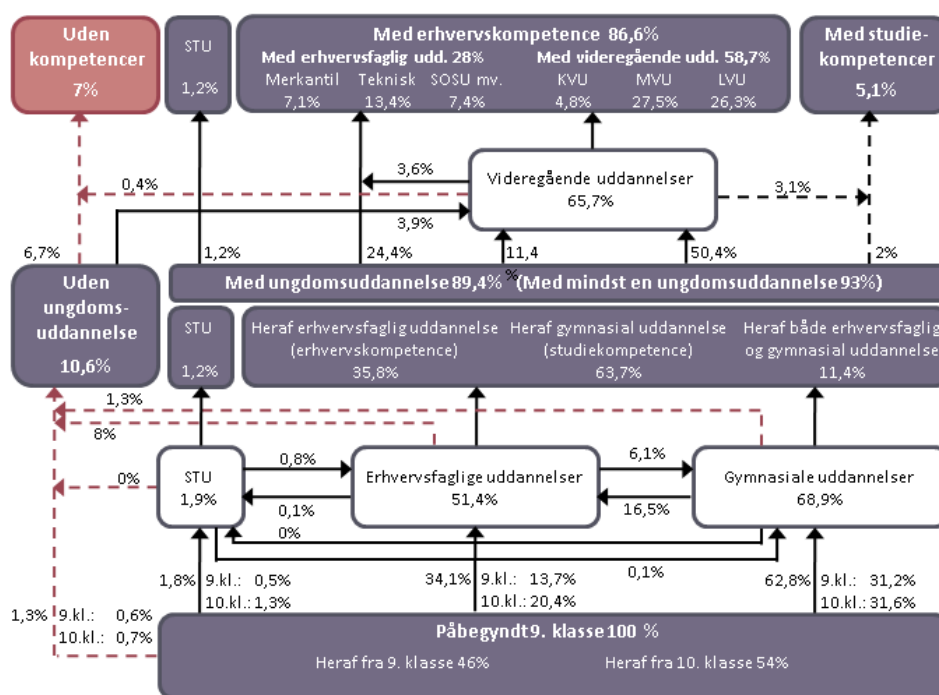 Uden
kompetencer
7%
STU
1,2%
Med erhvervskompetence 86,6%
Med erhvervsfaglig udd. 28%
Merkantil Teknisk SOSU mv.
7,1% 13,4% 7,4%
Med videregående udd. 58,7%
KVU MVU LVU
4,8% 27,5% 26,3%
Med studie-
kompetencer
5,1%
3,6%
0,4%
3,9%
Videregående uddannelser
65,7%
3,1%
6,7%
1,2%
24,4%
11,4
%
50,4%
2%
Uden
ungdoms-
uddannelse
10,6%
Med ungdomsuddannelse 89,4% (Med mindst en ungdomsuddannelse 93%)
STU
1,2%
Heraf erhvervsfaglig uddannelse
(erhvervskompetence)
35,8%
Heraf gymnasial uddannelse
(studiekompetence)
63,7%
Heraf både erhvervsfaglig
og gymnasial uddannelse
11,4%
1,3%
8%
0%
STU
1,9%
0,8%
0,1%
0%
Erhvervsfaglige uddannelser
51,4%
6,1%
16,5%
0,1%
Gymnasiale uddannelser
68,9%
1,3% 9.kl.: 0,6%
10.kl.: 0,7%
1,8% 9.kl.: 0,5%
10.kl.: 1,3%
34,1% 9.kl.: 13,7%
10.kl.: 20,4%
62,8% 9.kl.: 31,2%
10.kl.: 31,6%
Påbegyndt 9. klasse 100 %
Heraf fra 9. klasse 46% Heraf fra 10. klasse 54%